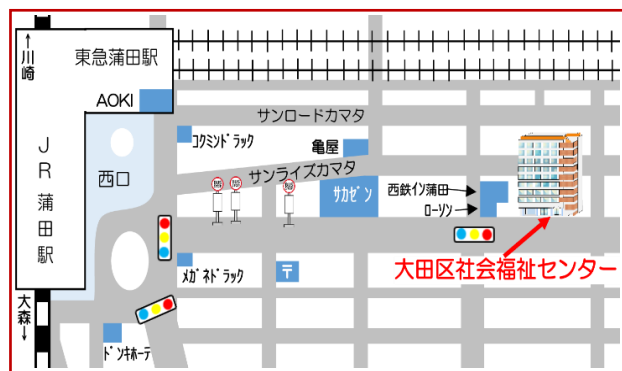 ←川崎
東急蒲田駅
AOKI
サンロードカマタ
コクミンドラック
亀屋
JR蒲田駅
西口
サンライズカマタ
サカゼン
西鉄イン蒲田
ローソン
大田区社会福祉センター
メガネドラック
〒
大森→
ドンキホーテ